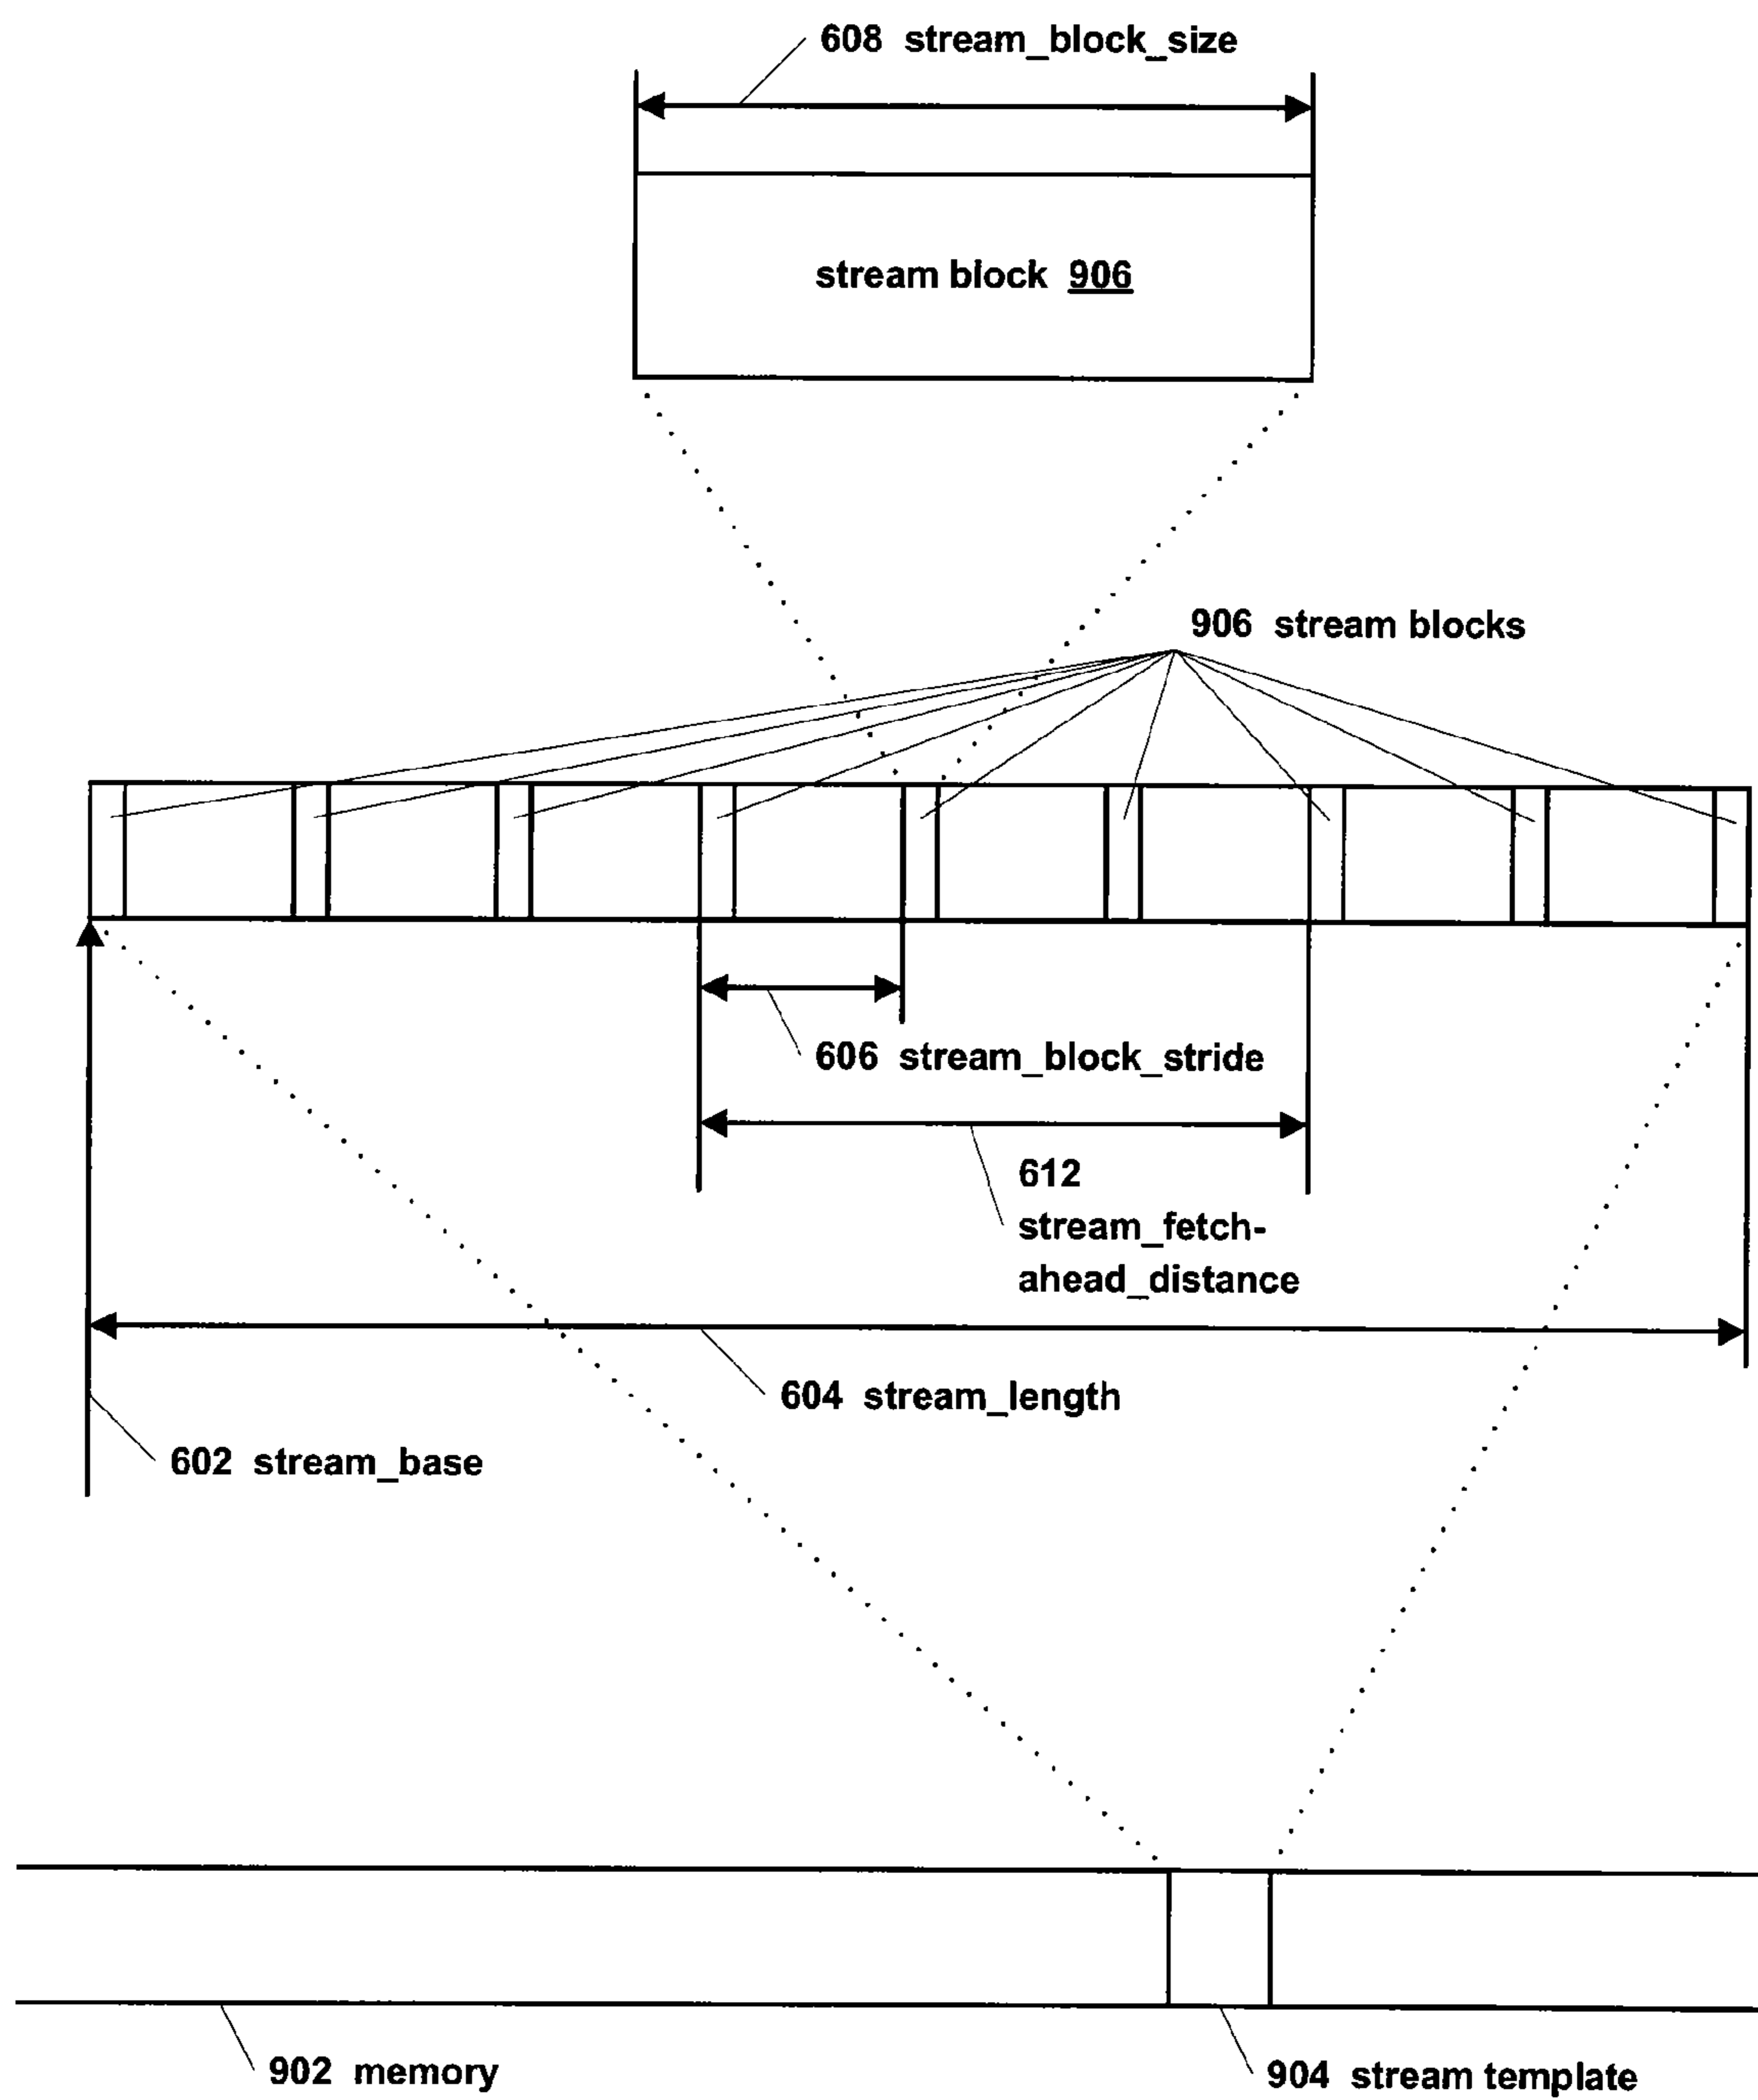 608 stream_block_size
stream block 906
906 stream blocks
606 stream_block_stride
612
stream_fetch-
ahead_distance
604 stream_length
602 stream_base
902 memory
904 stream template